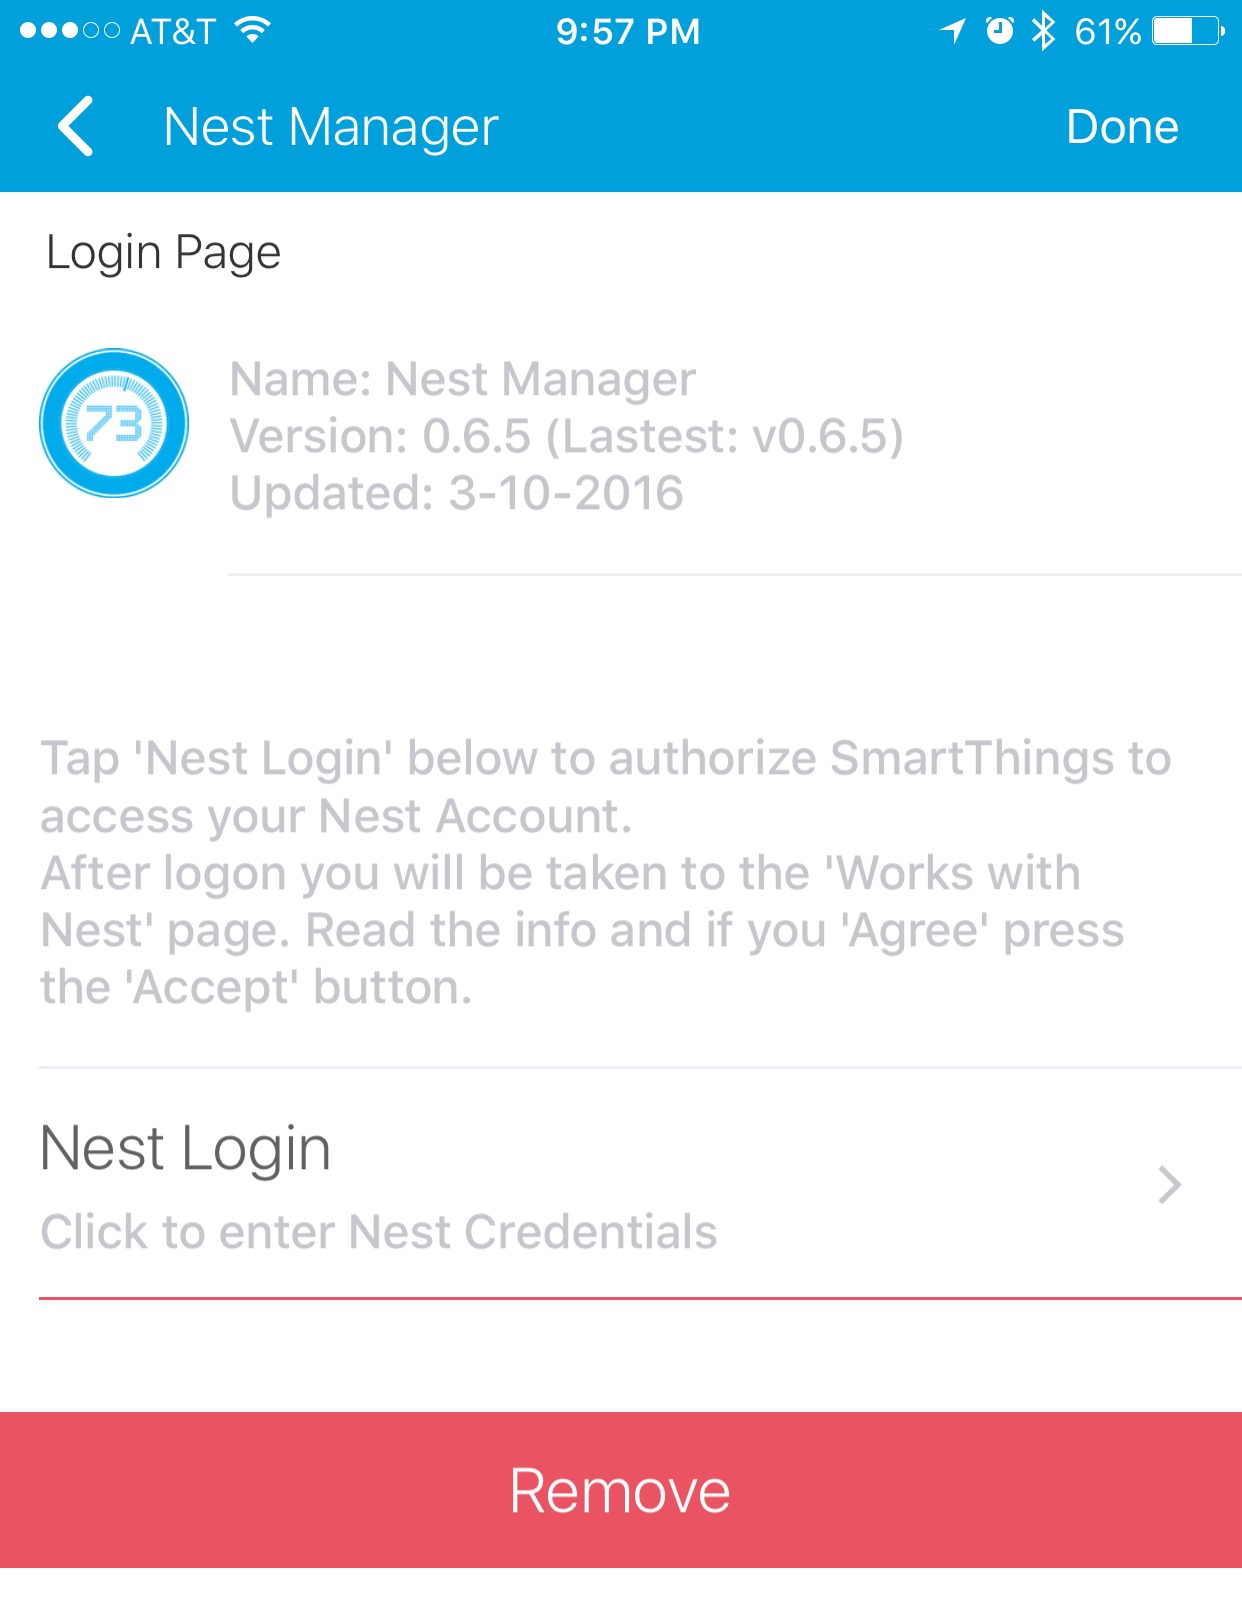 AT&T 9:57 PM 61%
Nest Manager Done
Login Page
73
Name: Nest Manager
Version: 0.6.5 (Lastest: v0.6.5)
Updated: 3-10-2016
Tap 'Nest Login' below to authorize SmartThings to
access your Nest Account.
After logon you will be taken to the 'Works with
Nest' page. Read the info and if you 'Agree' press
the 'Accept' button.
Nest Login
Click to enter Nest Credentials
Remove